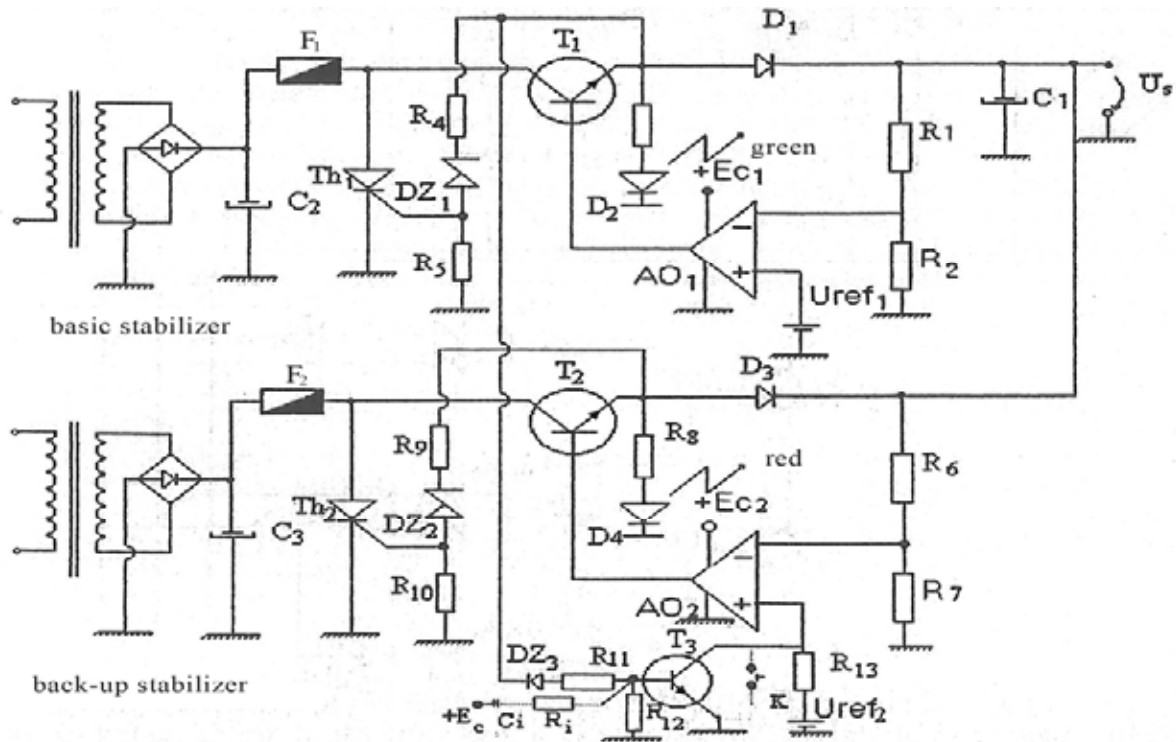 F1
T1
D1
Us
R4
green
+Ec1
R1
C1
C2
Th1
DZ1
D2
R5
AO1
R2
Uref1
basic stabilizer
F2
T2
D3
R9
R8
red
+Ec2
R6
C3
Th2
DZ2
D4
R10
AO2
R7
T3
DZ3
R11
R13
K
Uref2
back-up stabilizer
+Ec Ci Ri
R12